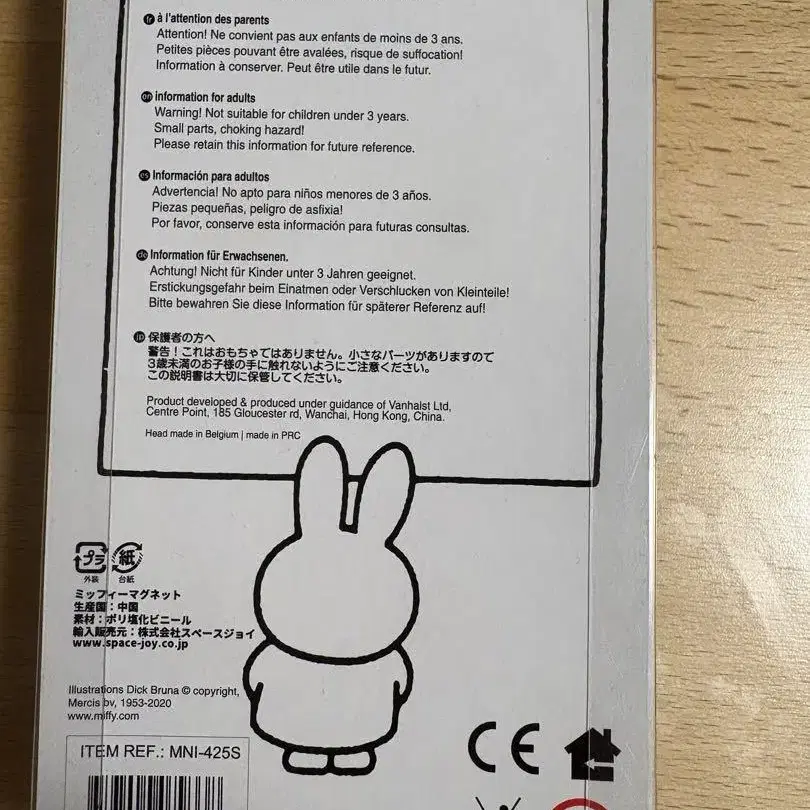 fr à l'attention des parents
Attention! Ne convient pas aux enfants de moins de 3 ans.
Petites pièces pouvant être avalées, risque de suffocation!
Information à conserver. Peut être utile dans le futur.
en information for adults
Warning! Not suitable for children under 3 years.
Small parts, choking hazard!
Please retain this information for future reference.
es Información para adultos
Advertencia! No apto para niños menores de 3 años.
Piezas pequeñas, peligro de asfixia!
Por favor, conserve esta información para futuras consultas.
de Information für Erwachsenen.
Achtung! Nicht für Kinder unter 3 Jahren geeignet.
Erstickungsgefahr beim Einatmen oder Verschlucken von Kleinteile!
Bitte bewahren Sie diese Information für späterer Referenz auf!
jp 保護者の方へ
警告！これはおもちゃではありません。小さなパーツがありますので
3歳未満のお子様の手に触れないようにご注意ください。
この説明書は大切に保管してください。
Product developed & produced under guidance of Vanhalst Ltd,
Centre Point, 185 Gloucester rd, Wanchai, Hong Kong, China.
Head made in Belgium | made in PRC
プラ 紙
外装 台紙
ミッフィーマグネット
生産国：中国
素材：ポリ塩化ビニール
輸入販売元：株式会社スペースジョイ
www.space-joy.co.jp
Illustrations Dick Bruna © copyright,
Mercis bv, 1953-2020
www.miffy.com
ITEM REF.: MNI-425S
CE